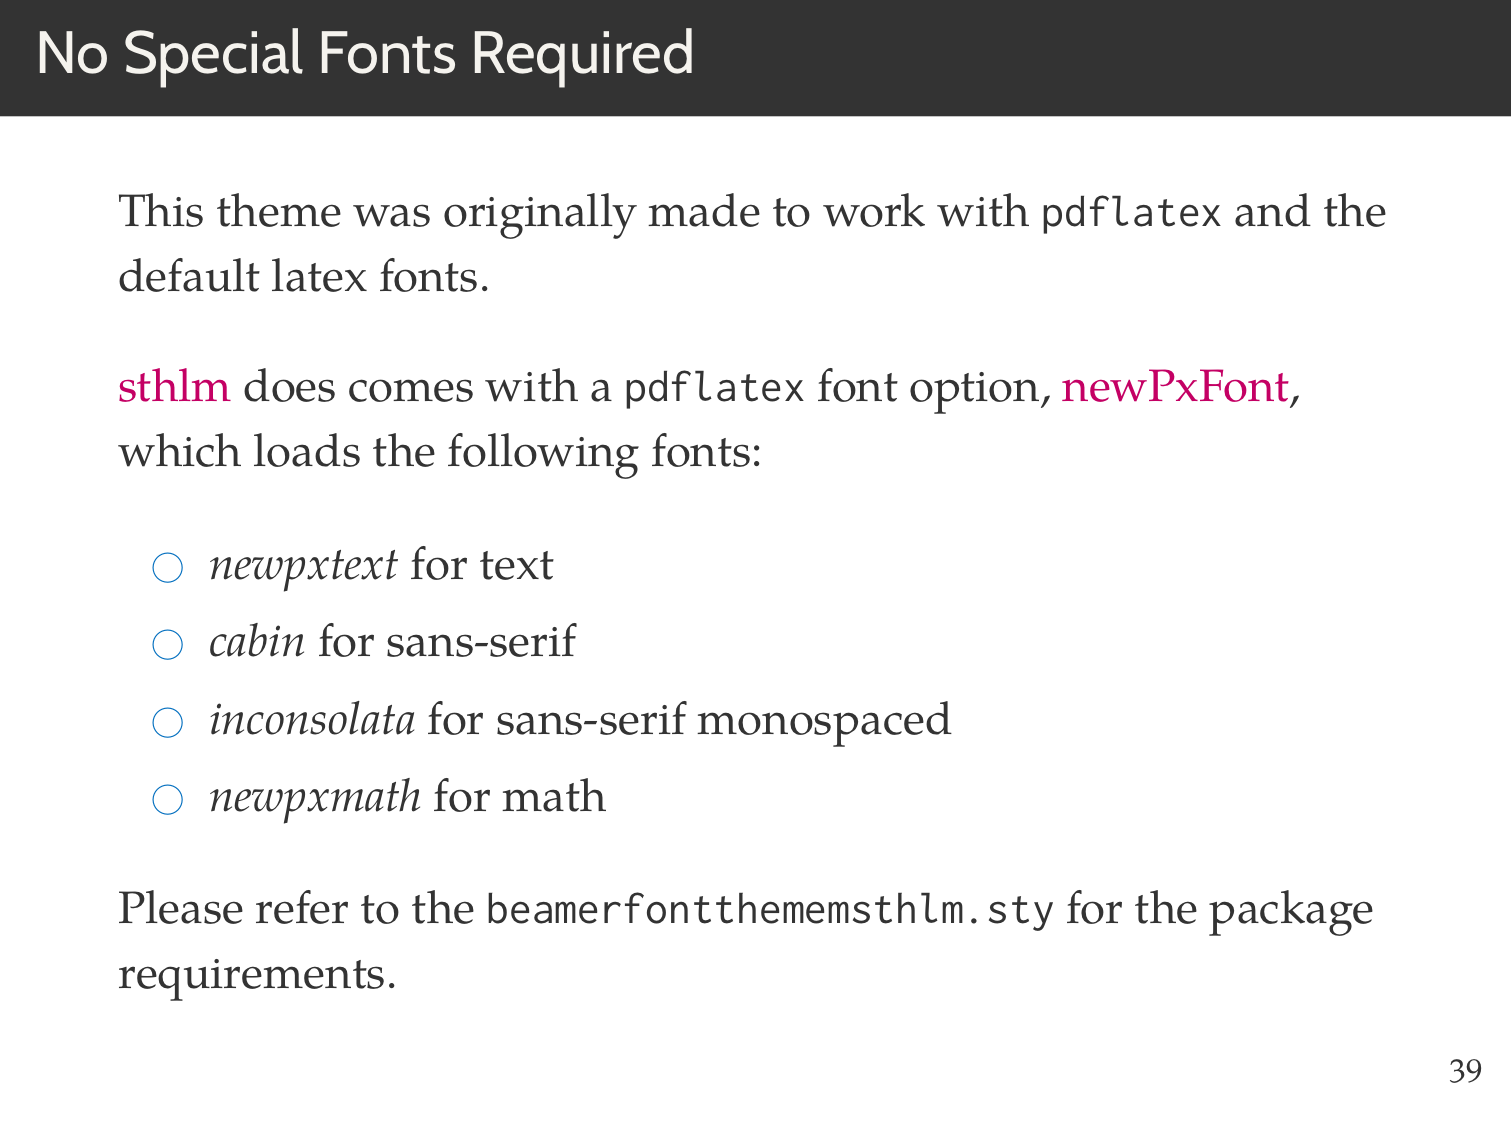 No Special Fonts Required
This theme was originally made to work with pdflatex and the
default latex fonts.
sthlm does comes with a pdflatex font option, newPxFont,
which loads the following fonts:
newpxtext for text
cabin for sans-serif
inconsolata for sans-serif monospaced
newpxmath for math
Please refer to the beamerfontthememsthlm.sty for the package
requirements.
39